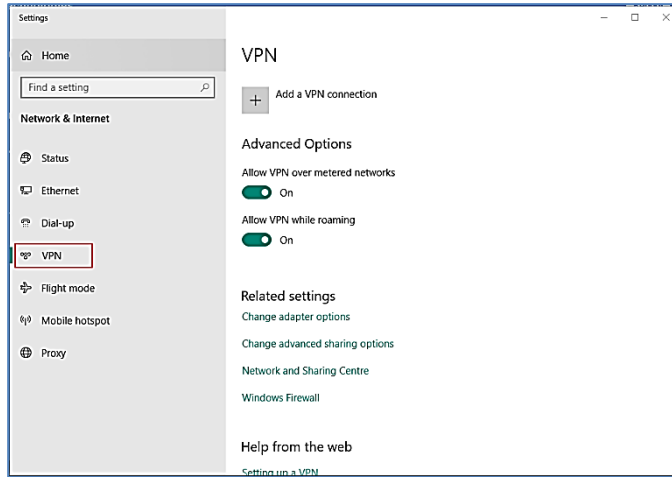 Settings
Home
Find a setting
Network & Internet
Status
Ethernet
Dial-up
VPN
Flight mode
Mobile hotspot
Proxy
VPN
Add a VPN connection
Advanced Options
Allow VPN over metered networks
On
Allow VPN while roaming
On
Related settings
Change adapter options
Change advanced sharing options
Network and Sharing Centre
Windows Firewall
Help from the web
Setting up a VPN